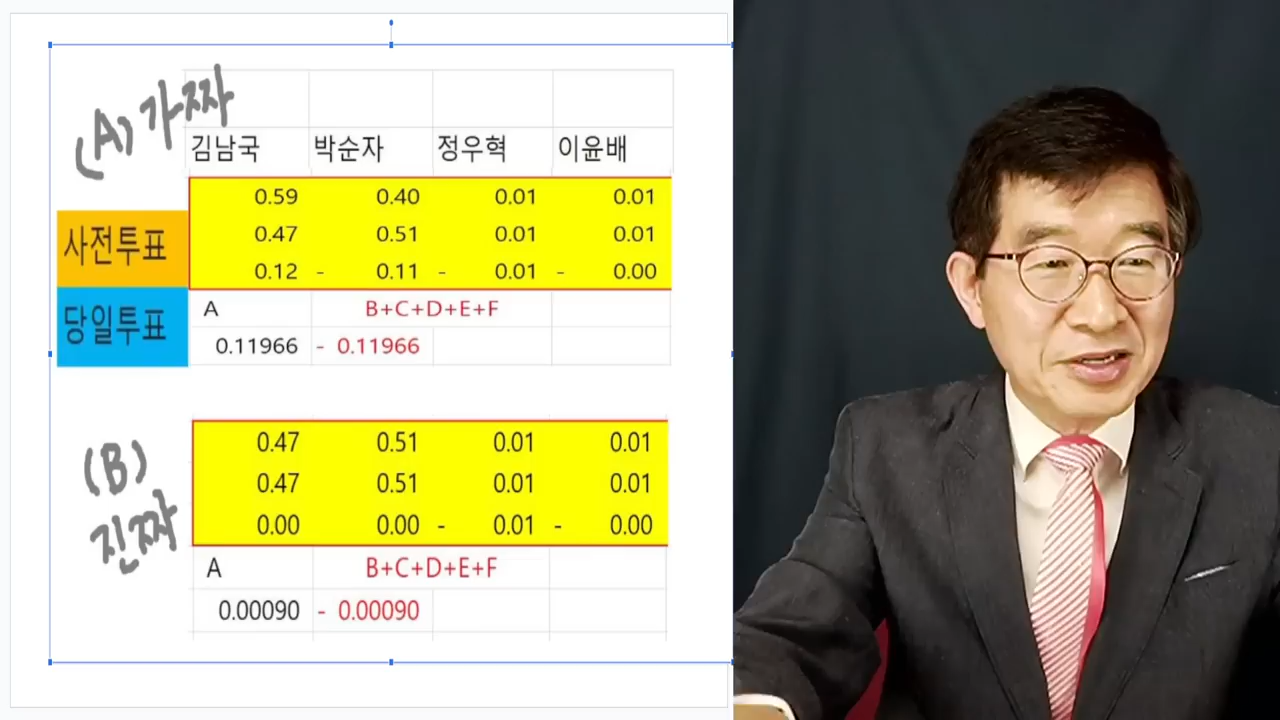 (A) 가짜
김남국 박순자 정우혁 이윤배
0.59 0.40 0.01 0.01
사전투표 0.47 0.51 0.01 0.01
0.12 - 0.11 - 0.01 - 0.00
당일투표 A B+C+D+E+F
0.11966 - 0.11966
(B) 진짜
0.47 0.51 0.01 0.01
0.47 0.51 0.01 0.01
0.00 0.00 - 0.01 - 0.00
A B+C+D+E+F
0.00090 - 0.00090